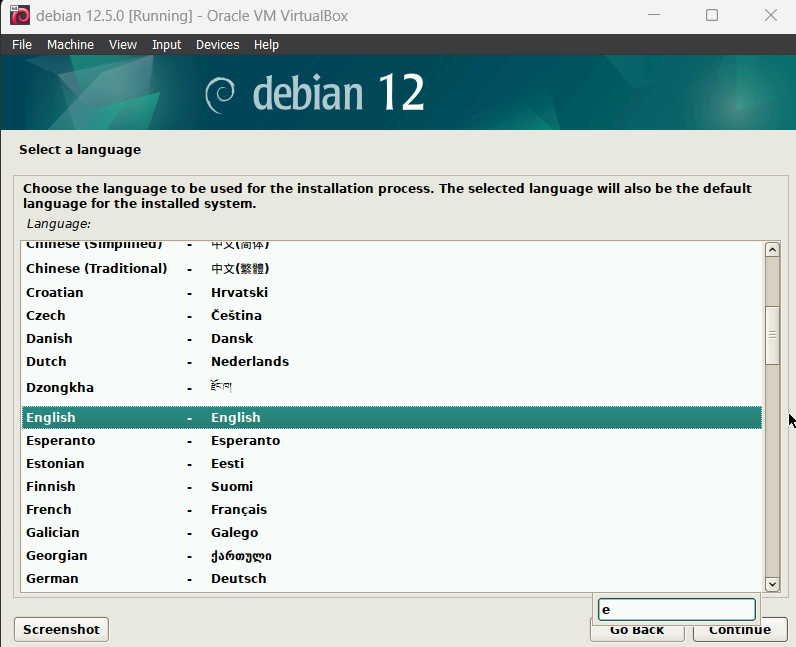 debian 12.5.0 [Running] - Oracle VM VirtualBox
File Machine View Input Devices Help
debian 12
Select a language
Choose the language to be used for the installation process. The selected language will also be the default
language for the installed system.
Language:
Chinese (Simplified) - 中文(简体)
Chinese (Traditional) - 中文(繁體)
Croatian - Hrvatski
Czech - Čeština
Danish - Dansk
Dutch - Nederlands
Dzongkha - རྫོང་ཁ།
English - English
Esperanto - Esperanto
Estonian - Eesti
Finnish - Suomi
French - Français
Galician - Galego
Georgian - ქართული
German - Deutsch
e
Screenshot Go Back Continue